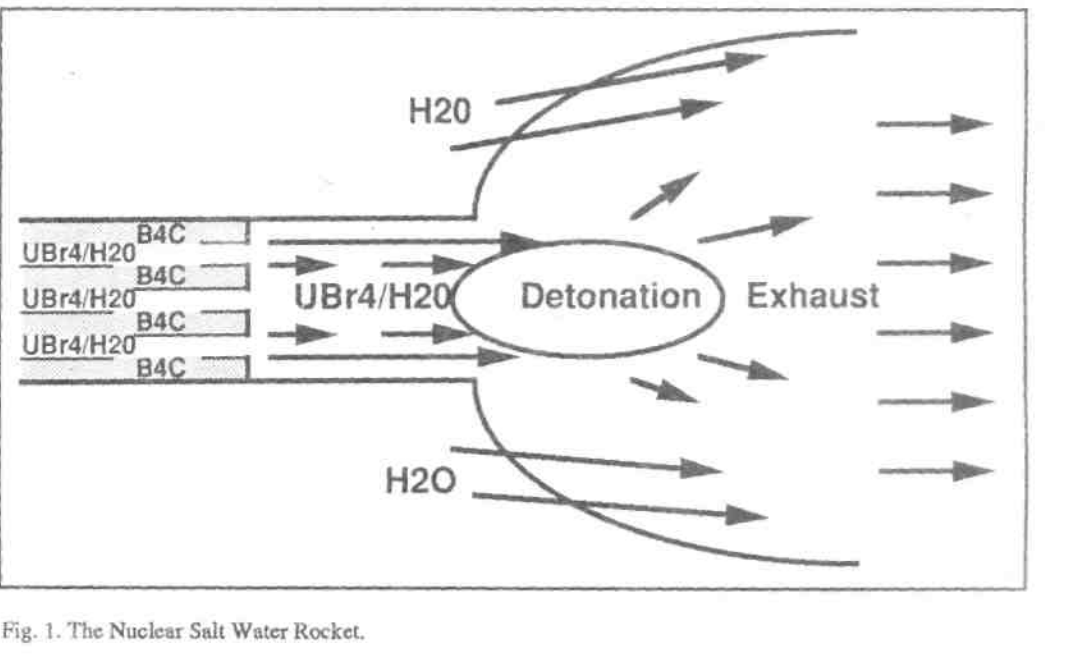 H20
B4C
UBr4/H20
B4C
UBr4/H20
UBr4/H20 Detonation Exhaust
B4C
UBr4/H20
B4C
H2O
Fig. 1. The Nuclear Salt Water Rocket.